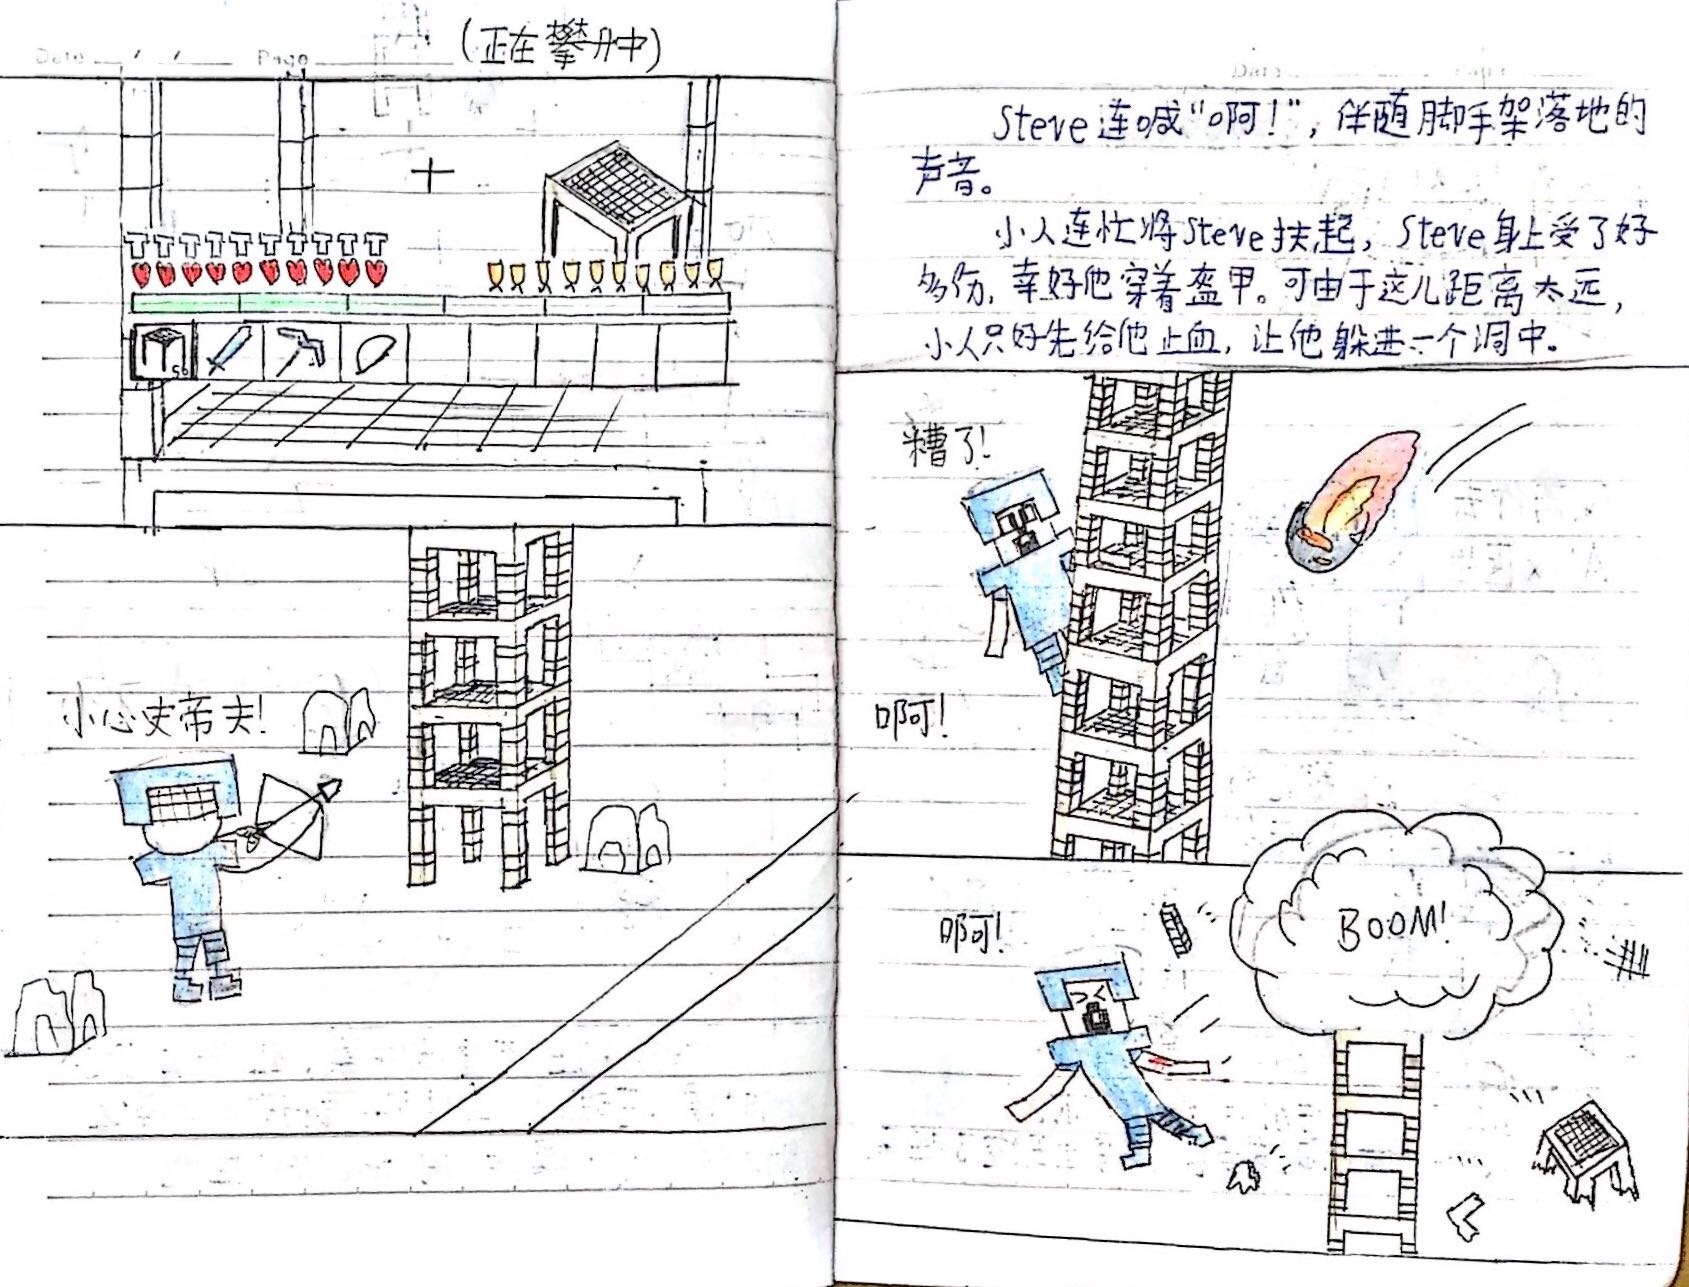 Date / / Page
(正在攀升中)
56
小心史帝夫!
Steve连喊“啊!”,伴随脚手架落地的
声音。
小人连忙将Steve扶起,Steve身上受了好
多伤,幸好他穿着盔甲。可由于这儿距离太远,
小人只好先给他止血,让他躲进一个洞中。
糟了!
啊!
啊!
BOOM!